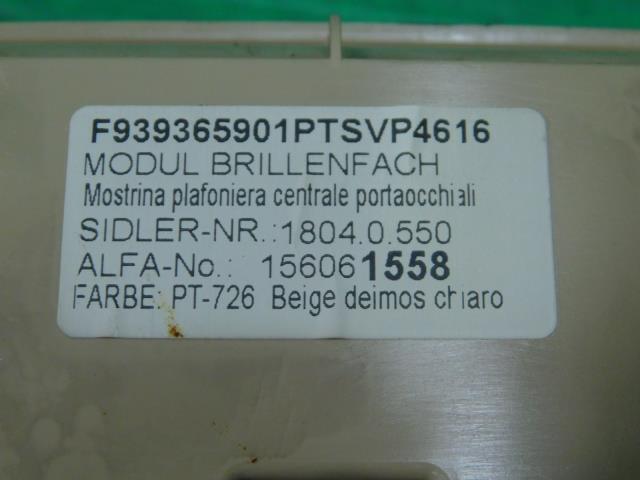 F939365901PTSVP4616
MODUL BRILLENFACH
Mostrina plafoniera centrale portaocchiali
SIDLER-NR.:1804.0.550
ALFA-No.: 156061558
FARBE: PT-726 Beige deimos chiaro